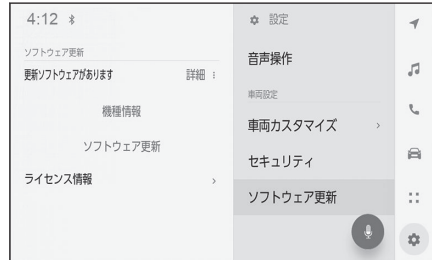 4:12
ソフトウェア更新
更新ソフトウェアがあります
詳細
機種情報
ソフトウェア更新
ライセンス情報
設定
音声操作
車両設定
車両カスタマイズ
セキュリティ
ソフトウェア更新